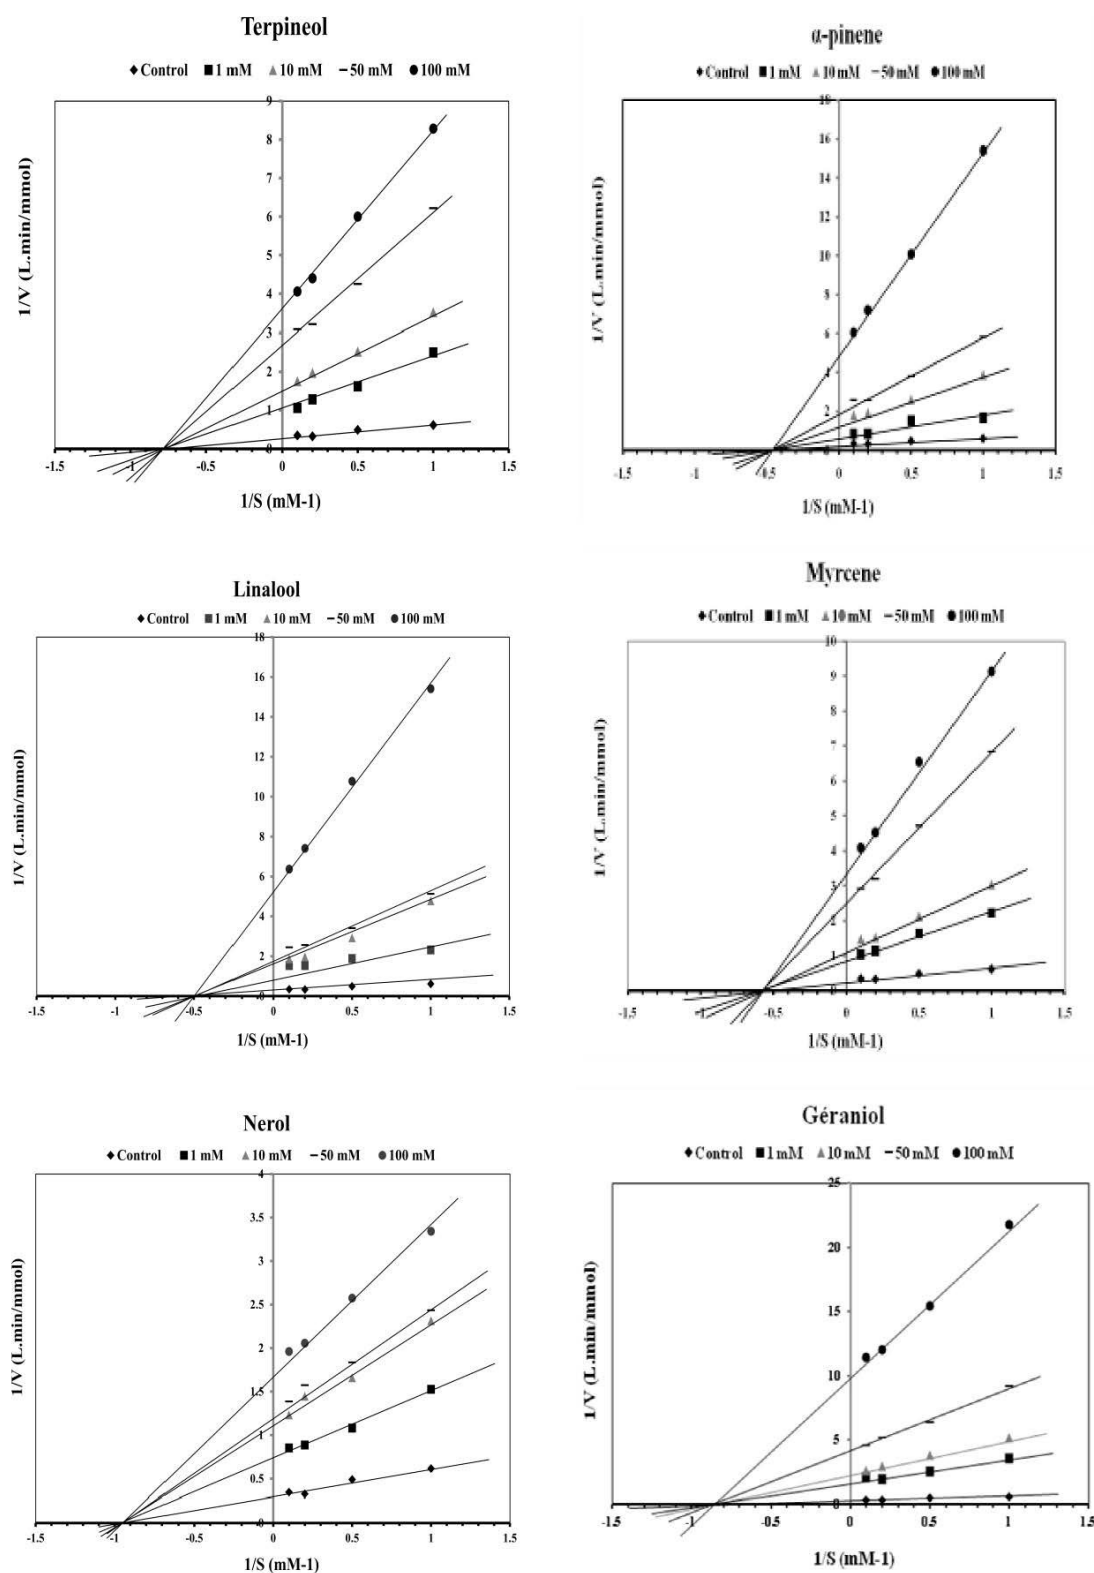 Terpineol
◆Control ■ 1 mM ▲ 10 mM − 50 mM ● 100 mM
1/V (L.min/mmol)
9
8
7
6
5
4
3
2
1
0
-1.5 -1 -0.5 0 0.5 1 1.5
1/S (mM-1)
α-pinene
◆Control ■ 1 mM ▲ 10 mM − 50 mM ● 100 mM
1/V (L.min/mmol)
18
16
14
12
10
8
6
4
2
0
-1.5 -1 -0.5 0 0.5 1 1.5
1/S (mM-1)
Linalool
◆Control ■ 1 mM ▲ 10 mM − 50 mM ● 100 mM
1/V (L.min/mmol)
18
16
14
12
10
8
6
4
2
0
-1.5 -1 -0.5 0 0.5 1 1.5
1/S (mM-1)
Myrcene
◆Control ■ 1 mM ▲ 10 mM − 50 mM ● 100 mM
1/V (L.min/mmol)
10
9
8
7
6
5
4
3
2
1
0
-1.5 -1 -0.5 0 0.5 1 1.5
1/S (mM-1)
Nerol
◆Control ■ 1 mM ▲ 10 mM − 50 mM ● 100 mM
1/V (L.min/mmol)
4
3.5
3
2.5
2
1.5
1
0.5
0
-1.5 -1 -0.5 0 0.5 1 1.5
1/S (mM-1)
Géraniol
◆Control ■ 1 mM ▲ 10 mM − 50 mM ● 100 mM
1/V (L.min/mmol)
25
20
15
10
5
0
-1.5 -1 -0.5 0 0.5 1 1.5
1/S (mM-1)